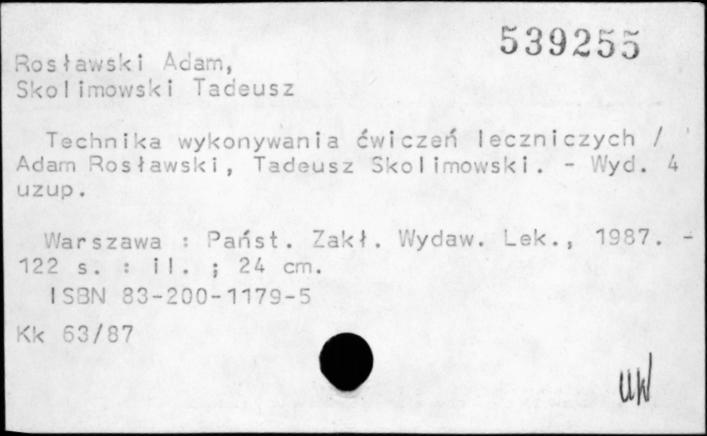 539255
Rosławski Adam,
Skolimowski Tadeusz
Technika wykonywania ćwiczeń leczniczych /
Adam Rosławski, Tadeusz Skolimowski. - Wyd. 4
uzup.
Warszawa : Państ. Zakł. Wydaw. Lek., 1987. -
122 s. : il. ; 24 cm.
ISBN 83-200-1179-5
Kk 63/87
UW